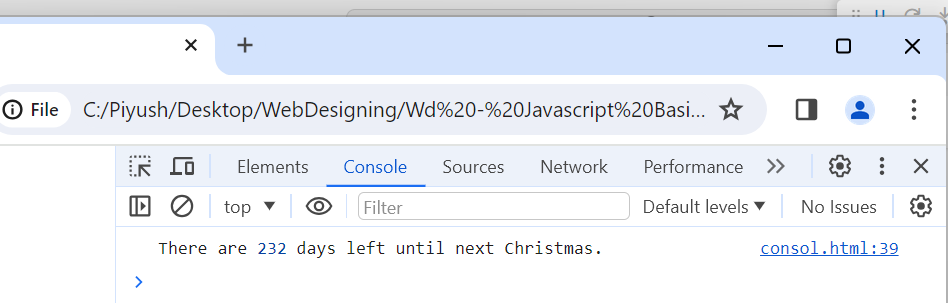 File C:/Piyush/Desktop/WebDesigning/Wd%20-%20Javascript%20Basi...
Elements Console Sources Network Performance
top Filter Default levels No Issues
There are 232 days left until next Christmas. consol.html:39